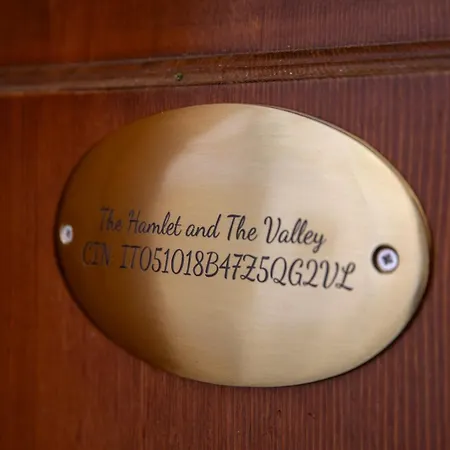 The Hamlet and The Valley
CIN: IT051018B47Z5QG2VL